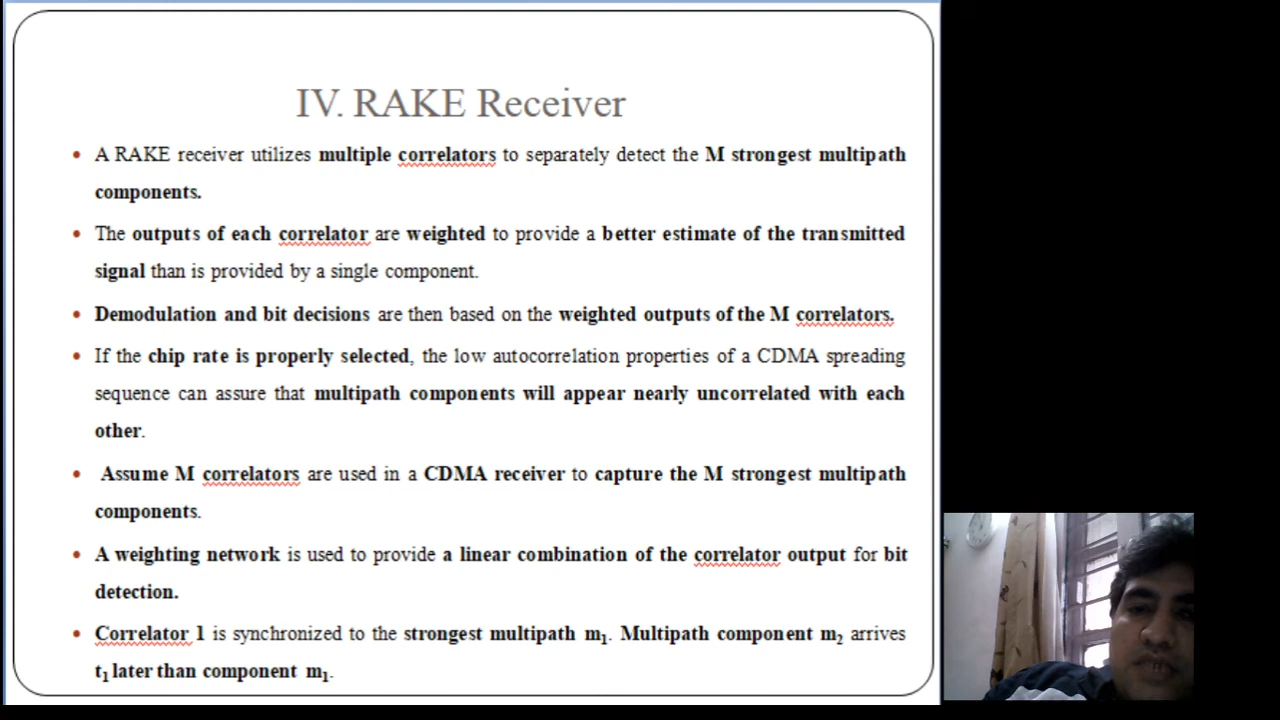 IV. RAKE Receiver
• A RAKE receiver utilizes multiple correlators to separately detect the M strongest multipath
components.
• The outputs of each correlator are weighted to provide a better estimate of the transmitted
signal than is provided by a single component.
• Demodulation and bit decisions are then based on the weighted outputs of the M correlators.
• If the chip rate is properly selected, the low autocorrelation properties of a CDMA spreading
sequence can assure that multipath components will appear nearly uncorrelated with each
other.
• Assume M correlators are used in a CDMA receiver to capture the M strongest multipath
components.
• A weighting network is used to provide a linear combination of the correlator output for bit
detection.
• Correlator 1 is synchronized to the strongest multipath m₁. Multipath component m₂ arrives
t₁ later than component m₁.